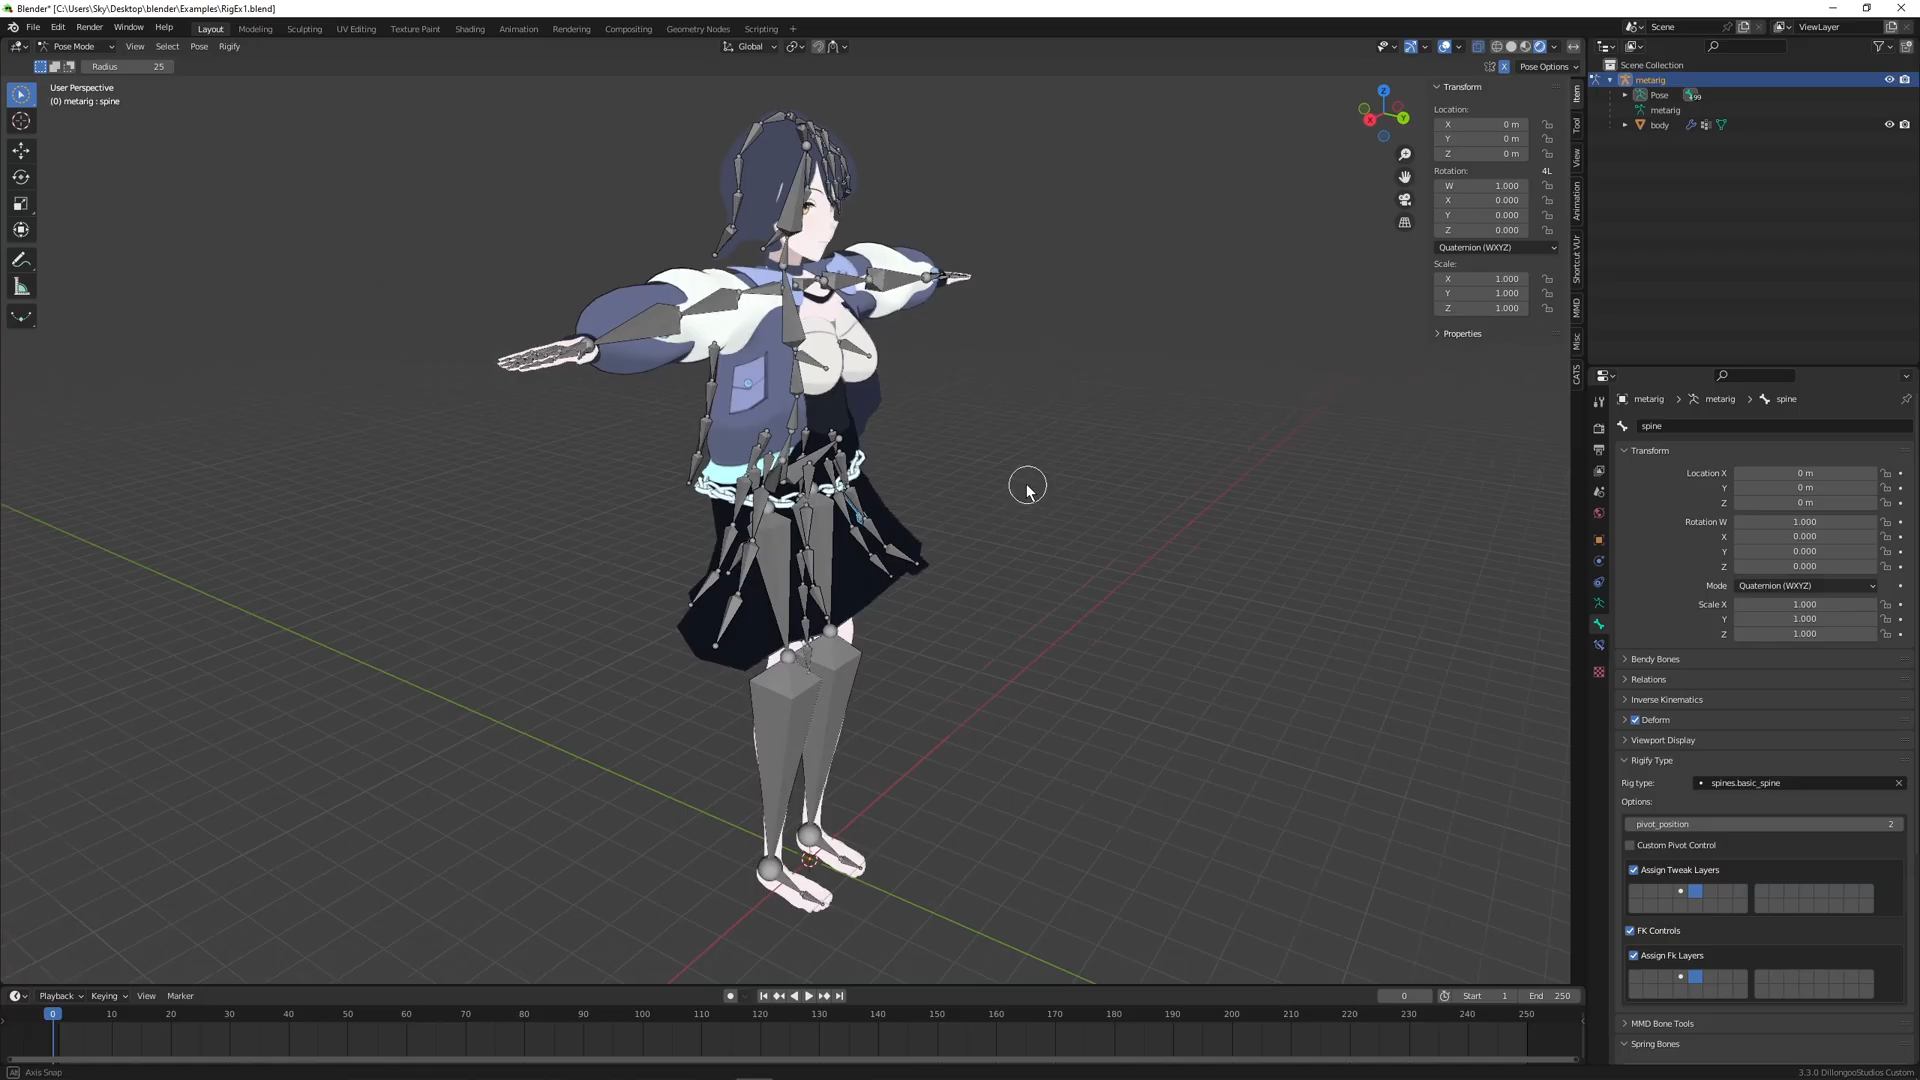 Blender* [C:\Users\Sky\Desktop\blender\Examples\RigEx1.blend]
File Edit Render Window Help Layout Modeling Sculpting UV Editing Texture Paint Shading Animation Rendering Compositing Geometry Nodes Scripting + Scene ViewLayer
Pose Mode View Select Pose Rigify Global
Radius 25 X Pose Options
User Perspective
(0) metarig : spine
Z
Y
X
Transform
Location:
X 0 m
Y 0 m
Z 0 m
Rotation: 4L
W 1.000
X 0.000
Y 0.000
Z 0.000
Quaternion (WXYZ)
Scale:
X 1.000
Y 1.000
Z 1.000
Properties
Item
Tool
View
Animation
Shortcut VUr
MMD
Misc
CATS
Scene Collection
metarig
Pose 99
metarig
body
metarig > metarig > spine
spine
Transform
Location X 0 m
Y 0 m
Z 0 m
Rotation W 1.000
X 0.000
Y 0.000
Z 0.000
Mode Quaternion (WXYZ)
Scale X 1.000
Y 1.000
Z 1.000
Bendy Bones
Relations
Inverse Kinematics
Deform
Viewport Display
Rigify Type
Rig type: spines.basic_spine
Options:
pivot_position 2
Custom Pivot Control
Assign Tweak Layers
FK Controls
Assign Fk Layers
MMD Bone Tools
Spring Bones
Playback Keying View Marker 0 Start 1 End 250
0 10 20 30 40 50 60 70 80 90 100 110 120 130 140 150 160 170 180 190 200 210 220 230 240 250
Alt Axis Snap 3.3.0 DillongooStudios Custom